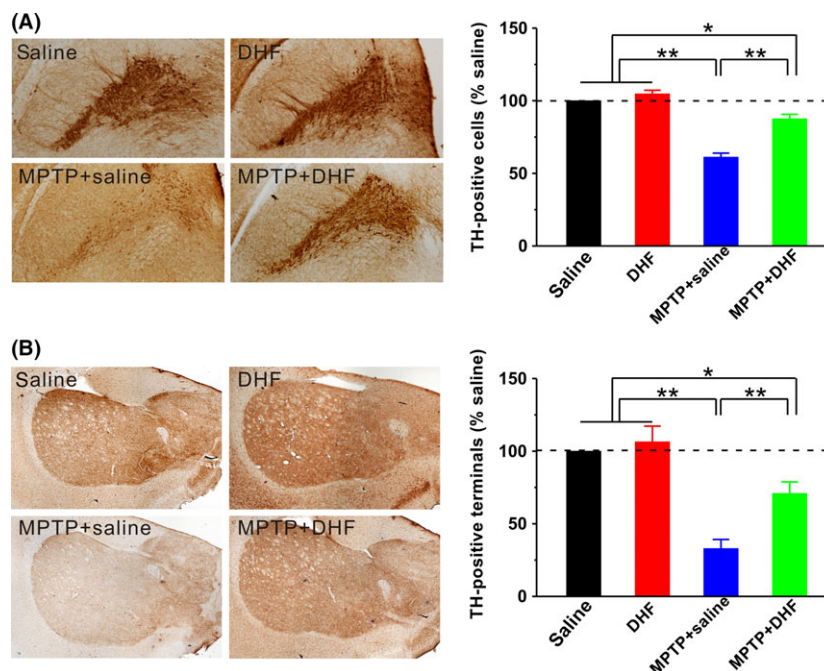 (A)
Saline
DHF
MPTP+saline
MPTP+DHF
TH-positive cells (% saline)
150
100
50
0
*
**
**
Saline
DHF
MPTP+saline
MPTP+DHF
(B)
Saline
DHF
MPTP+saline
MPTP+DHF
TH-positive terminals (% saline)
150
100
50
0
*
**
**
Saline
DHF
MPTP+saline
MPTP+DHF